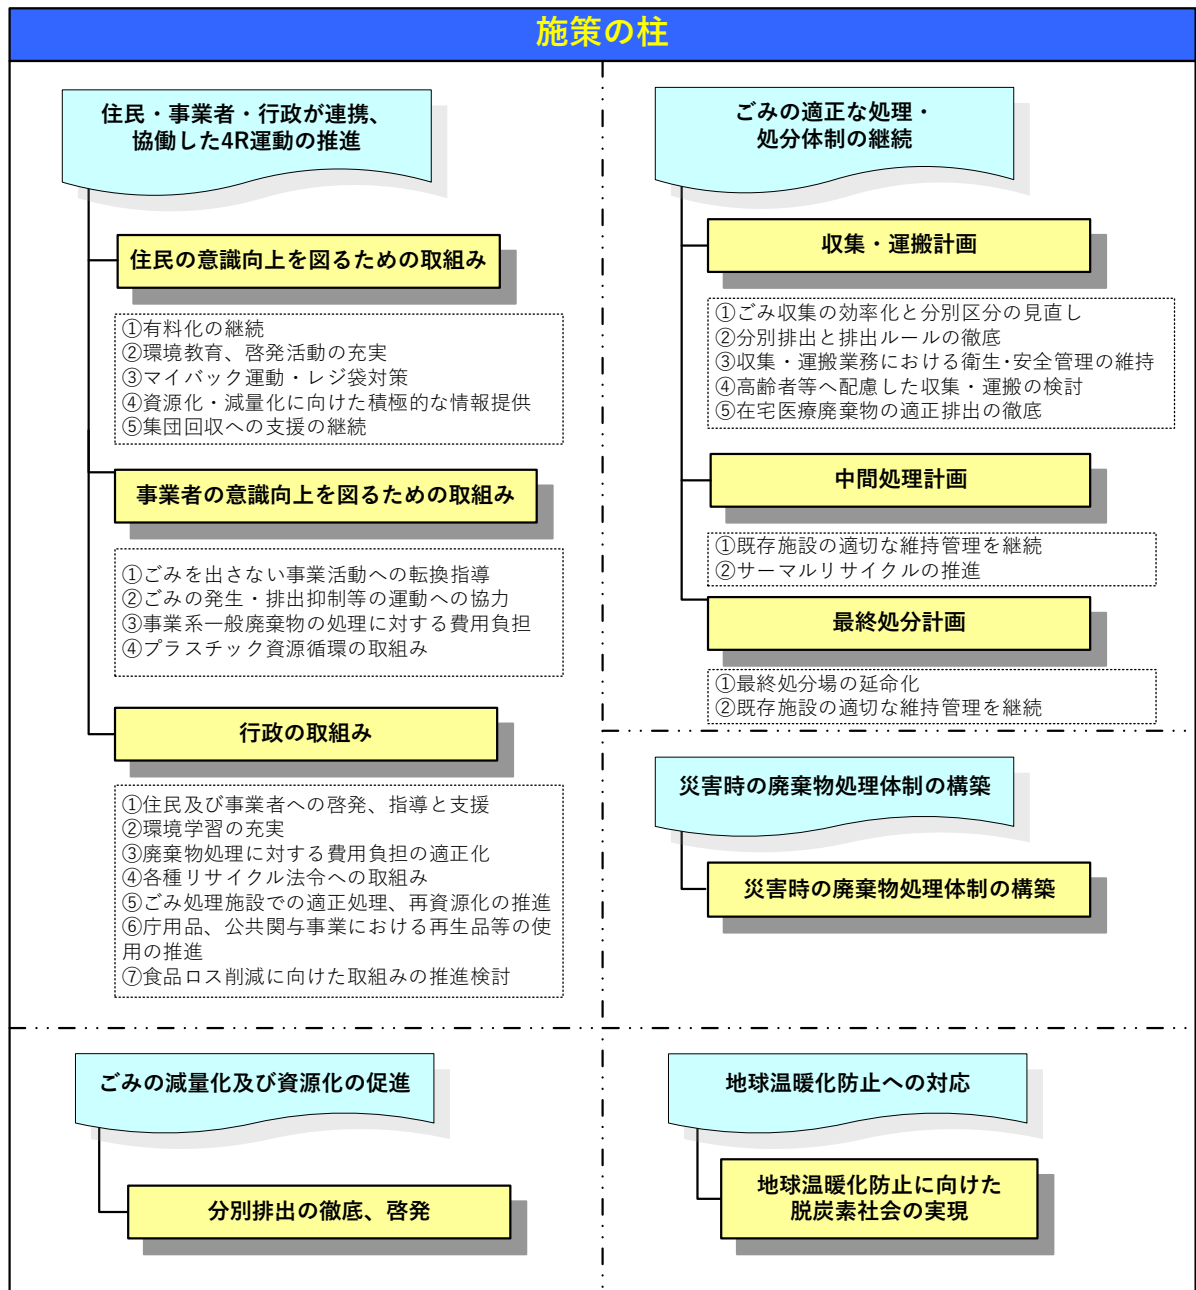 施策の柱
住民・事業者・行政が連携、
協働した4R運動の推進
住民の意識向上を図るための取組み
①有料化の継続
②環境教育、啓発活動の充実
③マイバック運動・レジ袋対策
④資源化・減量化に向けた積極的な情報提供
⑤集団回収への支援の継続
事業者の意識向上を図るための取組み
①ごみを出さない事業活動への転換指導
②ごみの発生・排出抑制等の運動への協力
③事業系一般廃棄物の処理に対する費用負担
④プラスチック資源循環の取組み
行政の取組み
①住民及び事業者への啓発、指導と支援
②環境学習の充実
③廃棄物処理に対する費用負担の適正化
④各種リサイクル法令への取組み
⑤ごみ処理施設での適正処理、再資源化の推進
⑥庁用品、公共関与事業における再生品等の使
用の推進
⑦食品ロス削減に向けた取組みの推進検討
ごみの適正な処理・
処分体制の継続
収集・運搬計画
①ごみ収集の効率化と分別区分の見直し
②分別排出と排出ルールの徹底
③収集・運搬業務における衛生･安全管理の維持
④高齢者等へ配慮した収集・運搬の検討
⑤在宅医療廃棄物の適正排出の徹底
中間処理計画
①既存施設の適切な維持管理を継続
②サーマルリサイクルの推進
最終処分計画
①最終処分場の延命化
②既存施設の適切な維持管理を継続
災害時の廃棄物処理体制の構築
災害時の廃棄物処理体制の構築
ごみの減量化及び資源化の促進
分別排出の徹底、啓発
地球温暖化防止への対応
地球温暖化防止に向けた
脱炭素社会の実現